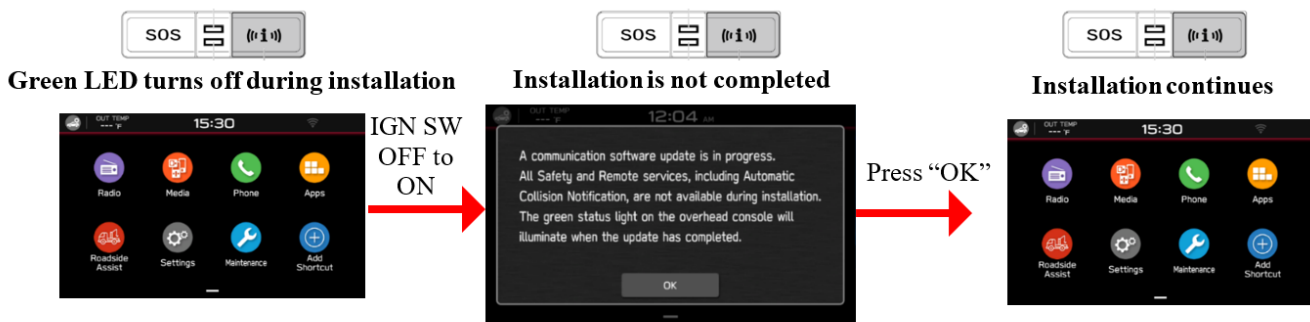 SOS ((i))
Green LED turns off during installation
OUT TEMP
--- °F
15:30
Radio
Media
Phone
Apps
Roadside
Assist
Settings
Maintenance
Add
Shortcut
IGN SW
OFF to
ON
SOS ((i))
Installation is not completed
OUT TEMP
--- °F
12:04 AM
A communication software update is in progress.
All Safety and Remote services, including Automatic
Collision Notification, are not available during installation.
The green status light on the overhead console will
illuminate when the update has completed.
OK
Press “OK”
SOS ((i))
Installation continues
OUT TEMP
--- °F
15:30
Radio
Media
Phone
Apps
Roadside
Assist
Settings
Maintenance
Add
Shortcut